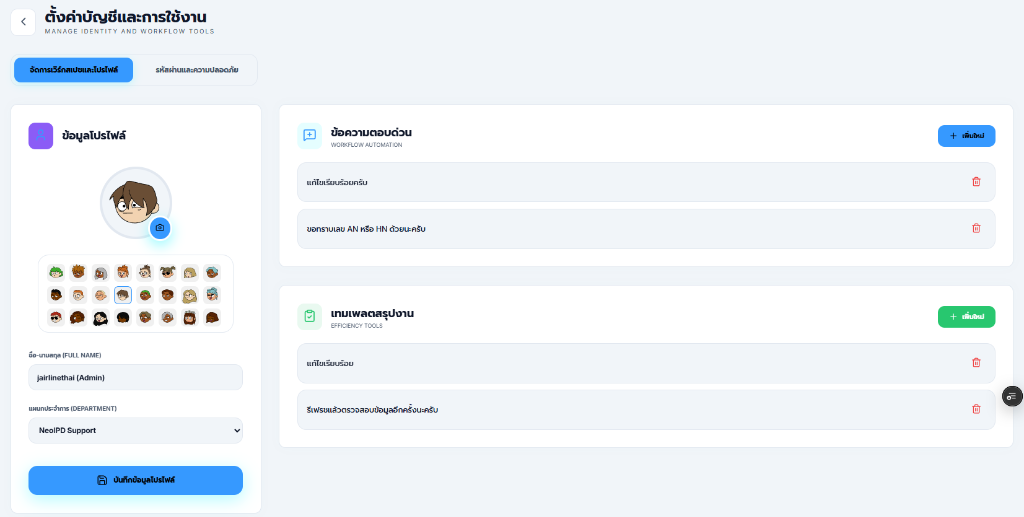 ตั้งค่าบัญชีและการใช้งาน
MANAGE IDENTITY AND WORKFLOW TOOLS
จัดการเวิร์กสเปซและโปรไฟล์
รหัสผ่านและความปลอดภัย
ข้อมูลโปรไฟล์
ชื่อ-นามสกุล (FULL NAME)
jairlinethai (Admin)
แผนกประจำการ (DEPARTMENT)
NeoIPD Support
บันทึกข้อมูลโปรไฟล์
ข้อความตอบด่วน
WORKFLOW AUTOMATION
เพิ่มใหม่
แก้ไขเรียบร้อยครับ
ขอทราบเลข AN หรือ HN ด้วยนะครับ
เทมเพลตสรุปงาน
EFFICIENCY TOOLS
เพิ่มใหม่
แก้ไขเรียบร้อย
รีเฟรชแล้วตรวจสอบข้อมูลอีกครั้งนะครับ